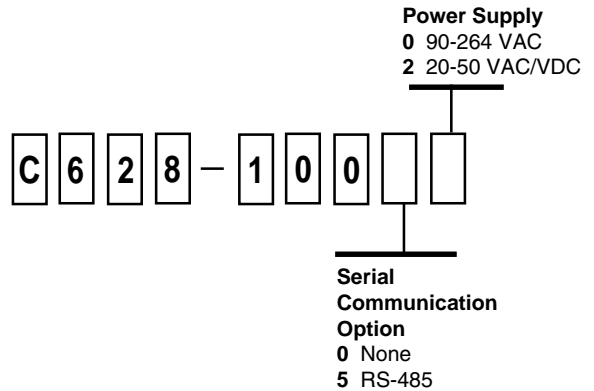 Power Supply
0 90-264 VAC
2 20-50 VAC/VDC
C 6 2 8 – 1 0 0
Serial
Communication
Option
0 None
5 RS-485